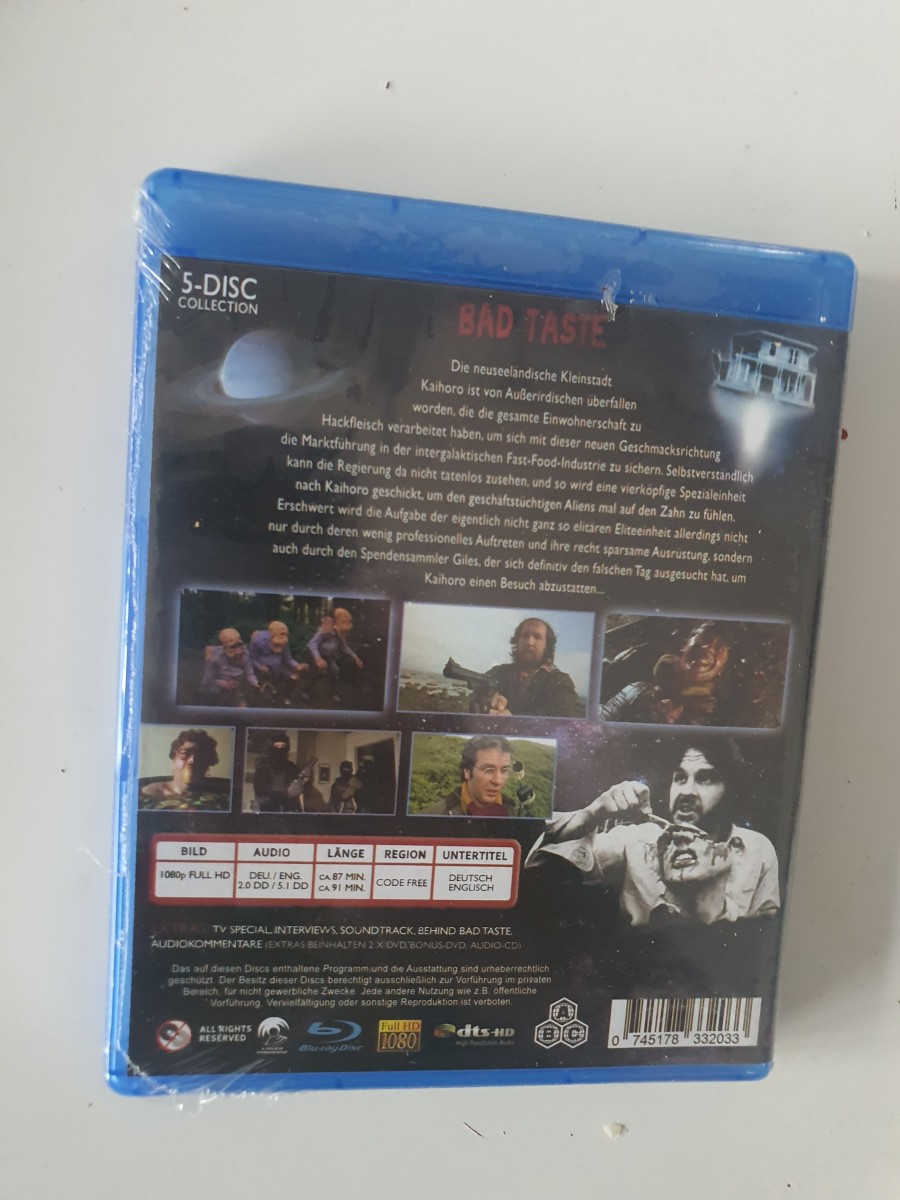 5-DISC
COLLECTION
BAD TASTE
Die neuseeländische Kleinstadt
Kaihoro ist von Außerirdischen überfallen
worden, die die gesamte Einwohnerschaft zu
Hackfleisch verarbeitet haben, um sich mit dieser neuen Geschmacksrichtung
die Marktführung in der intergalaktischen Fast-Food-Industrie zu sichern. Selbstverständlich
kann die Regierung da nicht tatenlos zusehen, und so wird eine vierköpfige Spezialeinheit
nach Kaihoro geschickt, um den geschäftstüchtigen Aliens mal auf den Zahn zu fühlen.
Erschwert wird die Aufgabe der eigentlich nicht ganz so elitären Eliteeinheit allerdings nicht
nur durch deren wenig professionelles Auftreten und ihre recht sparsame Ausrüstung, sondern
auch durch den Spendensammler Giles, der sich definitiv den falschen Tag ausgesucht hat, um
Kaihoro einen Besuch abzustatten...
BILD AUDIO LÄNGE REGION UNTERTITEL
1080p FULL HD DEU./ ENG. 2.0 DD / 5.1 DD CA. 87 MIN. CA. 91 MIN. CODE FREE DEUTSCH ENGLISCH
EXTRAS: TV SPECIAL, INTERVIEWS, SOUNDTRACK, BEHIND BAD TASTE,
AUDIOKOMMENTARE (EXTRAS BEINHALTEN 2 X DVD, BONUS-DVD, AUDIO-CD)
Das auf diesen Discs enthaltene Programm und die Ausstattung sind urheberrechtlich
geschützt. Der Besitz dieser Discs berechtigt ausschließlich zur Vorführung im privaten
Bereich, für nicht gewerbliche Zwecke. Jede andere Nutzung wie z.B. öffentliche
Vorführung, Vervielfältigung oder sonstige Reproduktion ist verboten.
ALL RIGHTS
RESERVED
Blu-ray Disc
Full HD
1080
dts-HD
High Resolution Audio
A
B C
0 745178 332033